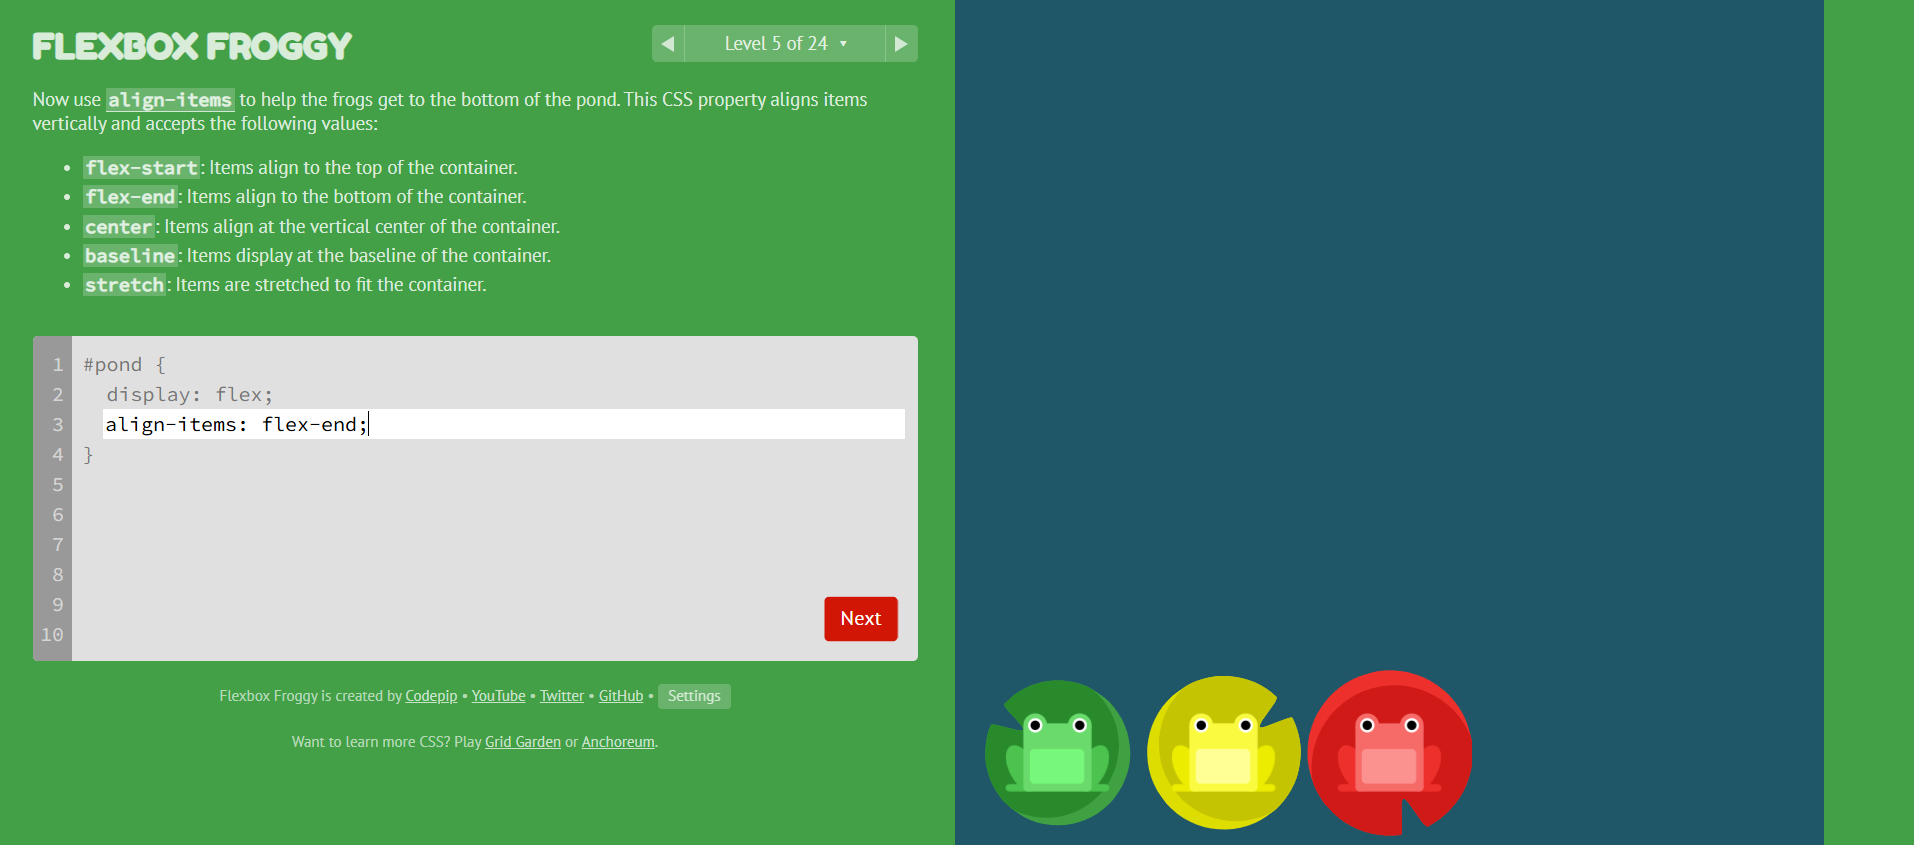 FLEXBOX FROGGY
Level 5 of 24
Now use align-items to help the frogs get to the bottom of the pond. This CSS property aligns items
vertically and accepts the following values:
• flex-start: Items align to the top of the container.
• flex-end: Items align to the bottom of the container.
• center: Items align at the vertical center of the container.
• baseline: Items display at the baseline of the container.
• stretch: Items are stretched to fit the container.
1 #pond {
2 display: flex;
3 align-items: flex-end;
4 }
5
6
7
8
9
10
Next
Flexbox Froggy is created by Codepip • YouTube • Twitter • GitHub • Settings
Want to learn more CSS? Play Grid Garden or Anchoreum.